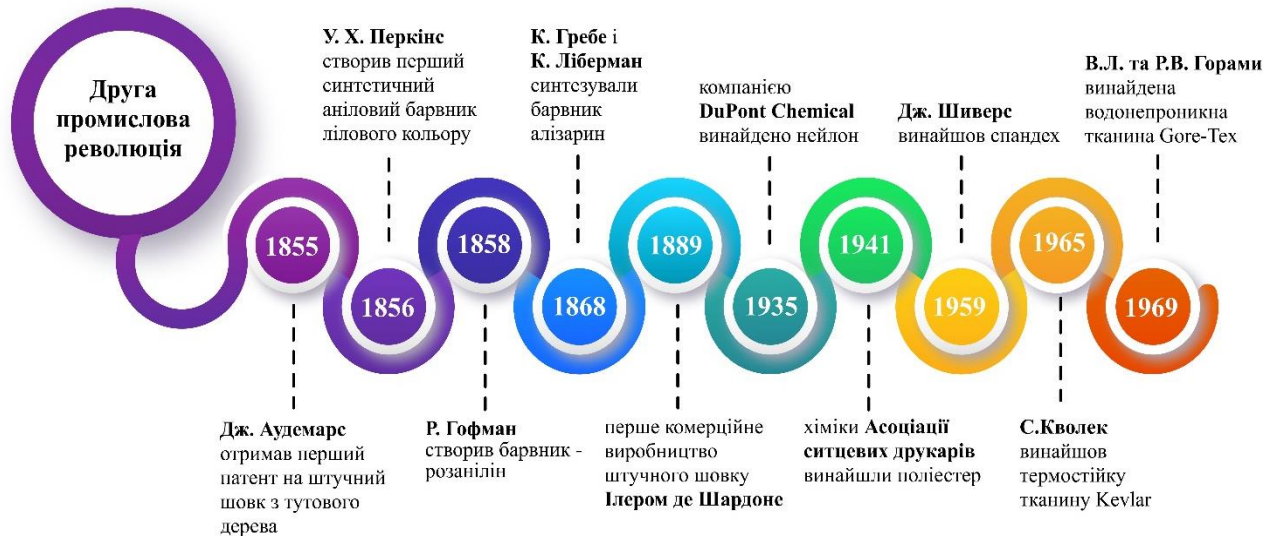 Друга
промислова
революція
У. Х. Перкінс
створив перший
синтетичний
аніловий барвник
лілового кольору
К. Гребе і
К. Ліберман
синтезували
барвник
алізарин
компанією
DuPont Chemical
винайдено нейлон
Дж. Шиверс
винайшов спандех
В.Л. та Р.В. Горами
винайдена
водонепроникна
тканина Gore-Tex
1855
1856
1858
1868
1889
1935
1941
1959
1965
1969
Дж. Аудемарс
отримав перший
патент на штучний
шовк з тутового
дерева
Р. Гофман
створив барвник -
розанілін
перше комерційне
виробництво
штучного шовку
Ілером де Шардоне
хіміки Асоціації
ситцевих друкарів
винайшли поліестер
С.Кволек
винайшов
термостійку
тканину Kevlar